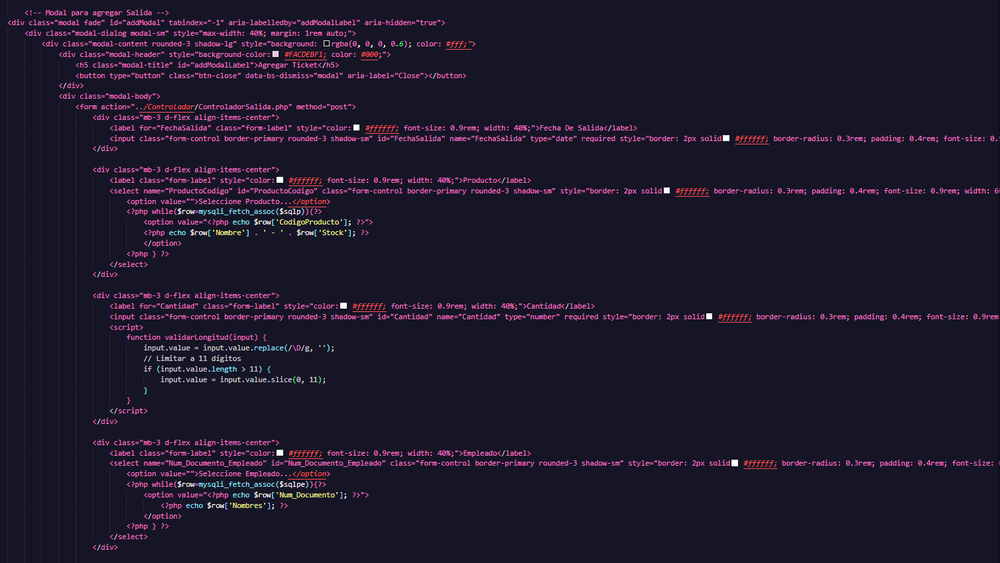 <!-- Modal para agregar Salida -->
<div class="modal fade" id="addModal" tabindex="-1" aria-labelledby="addModalLabel" aria-hidden="true">
<div class="modal-dialog modal-sm" style="max-width: 40%; margin: 1rem auto;">
<div class="modal-content rounded-3 shadow-lg" style="background: rgba(0, 0, 0, 0.6); color: #fff;">
<div class="modal-header" style="background-color: #FACDEBF1; color: #000;">
<h5 class="modal-title" id="addModalLabel">Agregar Ticket</h5>
<button type="button" class="btn-close" data-bs-dismiss="modal" aria-label="Close"></button>
</div>
<div class="modal-body">
<form action="../Controlador/ControladorSalida.php" method="post">
<div class="mb-3 d-flex align-items-center">
<label for="FechaSalida" class="form-label" style="color: #ffffff; font-size: 0.9rem; width: 40%;">Fecha De Salida</label>
<input class="form-control border-primary rounded-3 shadow-sm" id="FechaSalida" name="FechaSalida" type="date" required style="border: 2px solid #ffffff; border-radius: 0.3rem; padding: 0.4rem; font-size: 0.9
</div>
<div class="mb-3 d-flex align-items-center">
<label class="form-label" style="color: #ffffff; font-size: 0.9rem; width: 40%;">Producto</label>
<select name="ProductoCodigo" id="ProductoCodigo" class="form-control border-primary rounded-3 shadow-sm" style="border: 2px solid #ffffff; border-radius: 0.3rem; padding: 0.4rem; font-size: 0.9rem; width: 60
<option value="">Seleccione Producto...</option>
<?php while($row=mysqli_fetch_assoc($sqlp)){?>
<option value="<?php echo $row['CodigoProducto']; ?>">
<?php echo $row['Nombre'] . ' - ' . $row['Stock']; ?>
</option>
<?php } ?>
</select>
</div>
<div class="mb-3 d-flex align-items-center">
<label for="Cantidad" class="form-label" style="color: #ffffff; font-size: 0.9rem; width: 40%;">Cantidad</label>
<input class="form-control border-primary rounded-3 shadow-sm" id="Cantidad" name="Cantidad" type="number" required style="border: 2px solid #ffffff; border-radius: 0.3rem; padding: 0.4rem; font-size: 0.9rem
<script>
function validarLongitud(input) {
input.value = input.value.replace(/\D/g, '');
// Limitar a 11 dígitos
if (input.value.length > 11) {
input.value = input.value.slice(0, 11);
}
}
</script>
</div>
<div class="mb-3 d-flex align-items-center">
<label class="form-label" style="color: #ffffff; font-size: 0.9rem; width: 40%;">Empleado</label>
<select name="Num_Documento_Empleado" id="Num_Documento_Empleado" class="form-control border-primary rounded-3 shadow-sm" style="border: 2px solid #ffffff; border-radius: 0.3rem; padding: 0.4rem; font-size:
<option value="">Seleccione Empleado...</option>
<?php while($row=mysqli_fetch_assoc($sqlpe)){?>
<option value="<?php echo $row['Num_Documento']; ?>">
<?php echo $row['Nombres']; ?>
</option>
<?php } ?>
</select>
</div>